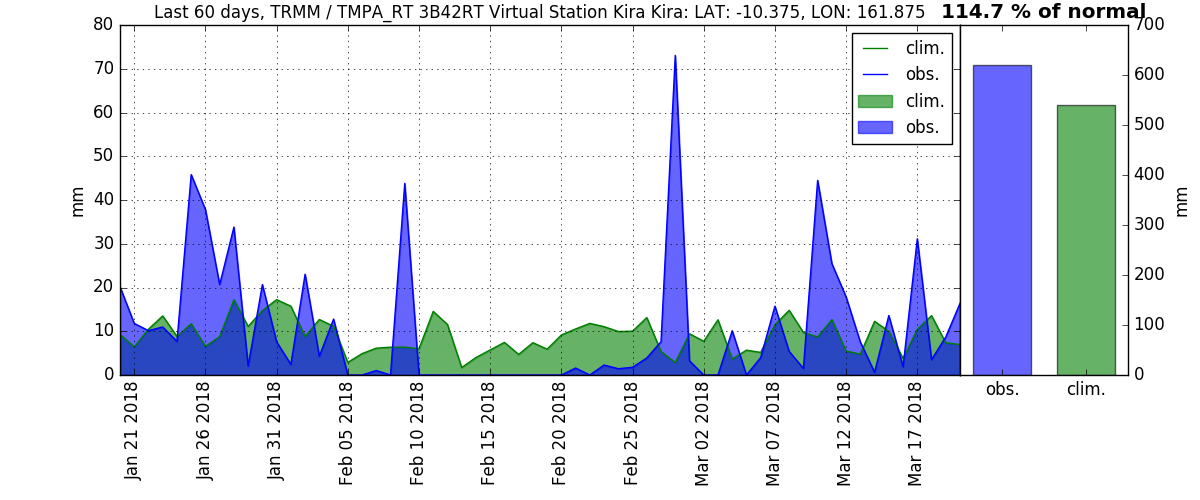 Last 60 days, TRMM / TMPA_RT 3B42RT Virtual Station Kira Kira: LAT: -10.375, LON: 161.875 114.7 % of normal
80
70
60
50
40
30
20
10
0
mm
clim.
obs.
clim.
obs.
700
600
500
400
300
200
100
0
mm
obs.
clim.
Jan 21 2018
Jan 26 2018
Jan 31 2018
Feb 05 2018
Feb 10 2018
Feb 15 2018
Feb 20 2018
Feb 25 2018
Mar 02 2018
Mar 07 2018
Mar 12 2018
Mar 17 2018